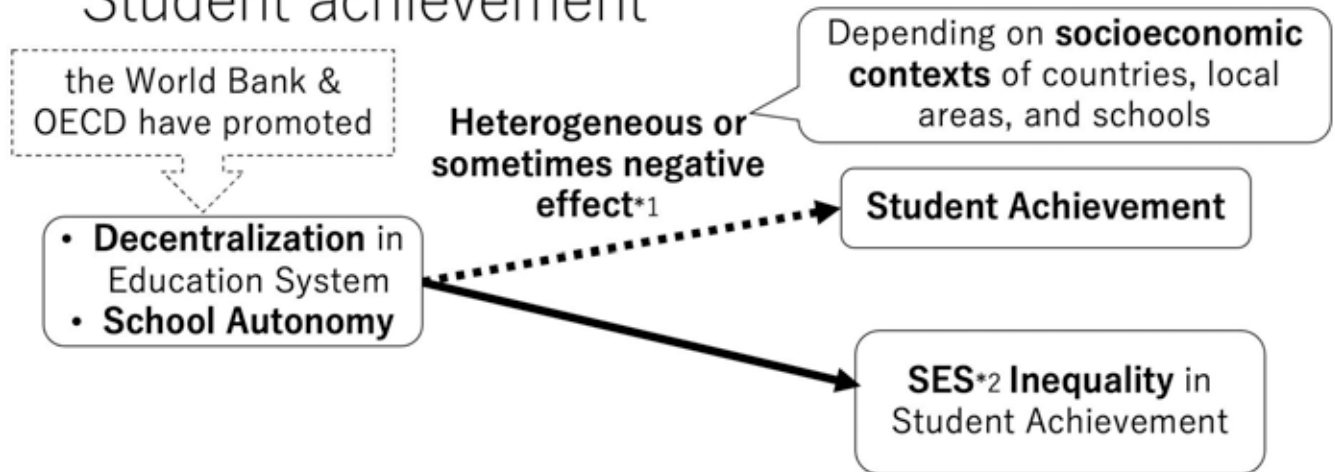 Student achievement
the World Bank &
OECD have promoted
Depending on socioeconomic
contexts of countries, local
areas, and schools
Heterogeneous or
sometimes negative
effect*1
Student Achievement
• Decentralization in
Education System
• School Autonomy
SES*2 Inequality in
Student Achievement